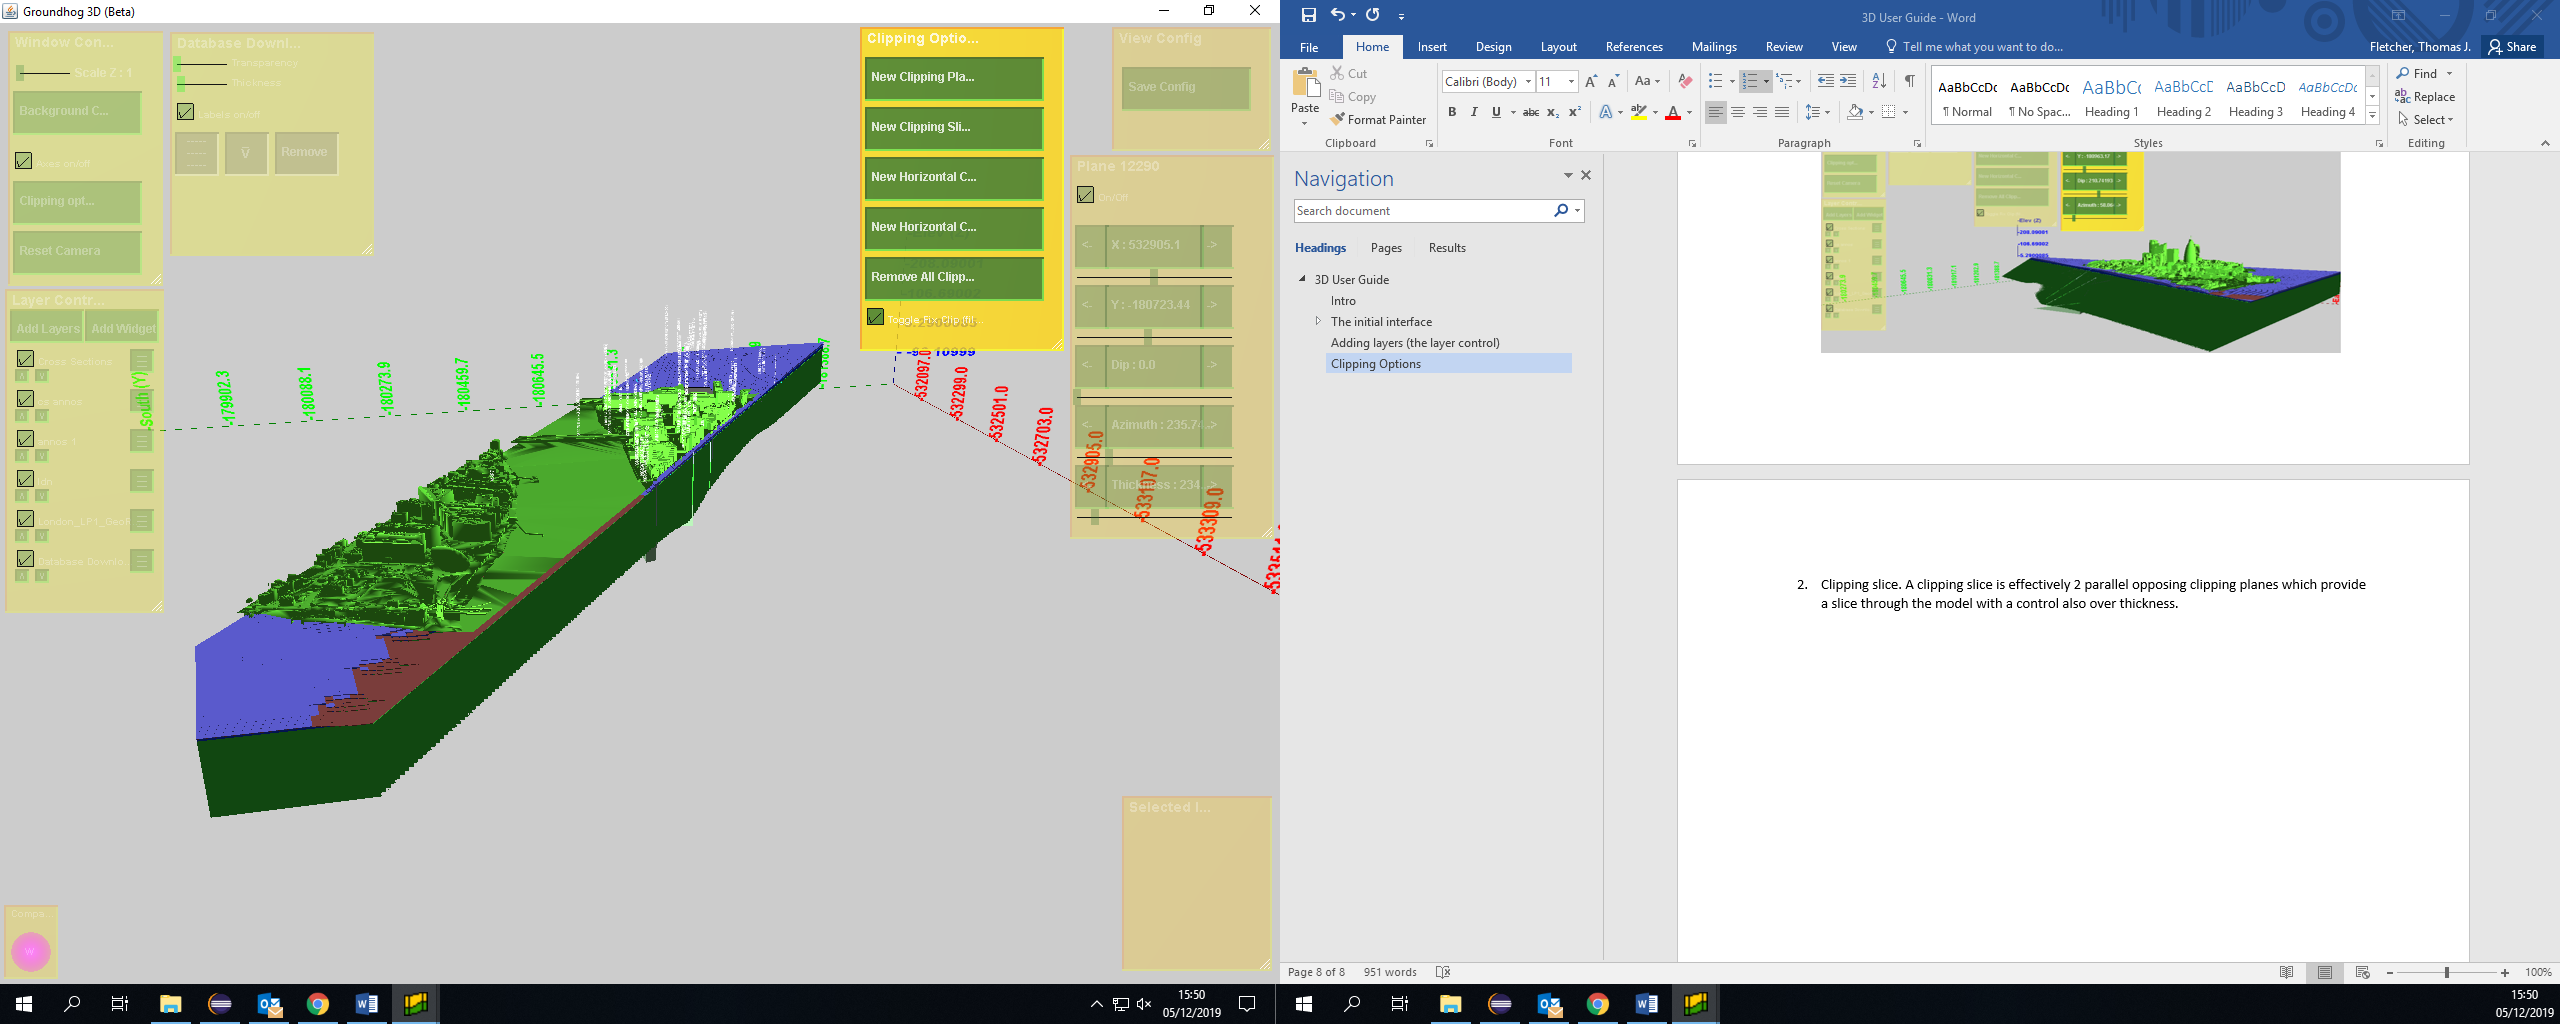 Groundhog 3D (Beta)
Window Con...
Scale Z : 1
Background C...
Axes on/off
Clipping opt...
Reset Camera
Database Downl...
Transparency
Thickness
Labels on/off
Remove
Layer Contr...
Add Layers
Add Widget
Cross Sections
annos 1
London_LP1_Geol
Database Downlo
South (Y)
-179902.3
-180088.1
-180273.9
-180459.7
-180645.5
Clipping Optio...
New Clipping Pla...
New Clipping Sli...
New Horizontal C...
New Horizontal C...
Remove All Clipp...
532097.0
532299.0
532501.0
532703.0
532905.0
533107.0
533309.0
View Config
Save Config
Plane 12290
On/Off
<- X : 532905.1 ->
<- Y : -180723.44 ->
<- Dip : 0.0 ->
<- Azimuth : 235.74 ->
Thickness : 234.
Selected I...
Compa...
W
15:50
05/12/2019
3D User Guide - Word
File
Home
Insert
Design
Layout
References
Mailings
Review
View
Tell me what you want to do...
Fletcher, Thomas J.
Share
Paste
Cut
Copy
Format Painter
Clipboard
Calibri (Body)
11
Font
Paragraph
AaBbCcDc
¶ Normal
AaBbCcDc
¶ No Spac...
AaBbCc
Heading 1
AaBbCcE
Heading 2
AaBbCcD
Heading 3
AaBbCcDc
Heading 4
Styles
Find
Replace
Select
Editing
Navigation
Search document
Headings
Pages
Results
3D User Guide
Intro
The initial interface
Adding layers (the layer control)
Clipping Options
2. Clipping slice. A clipping slice is effectively 2 parallel opposing clipping planes which provide
a slice through the model with a control also over thickness.
Page 8 of 8
951 words
100%
15:50
05/12/2019